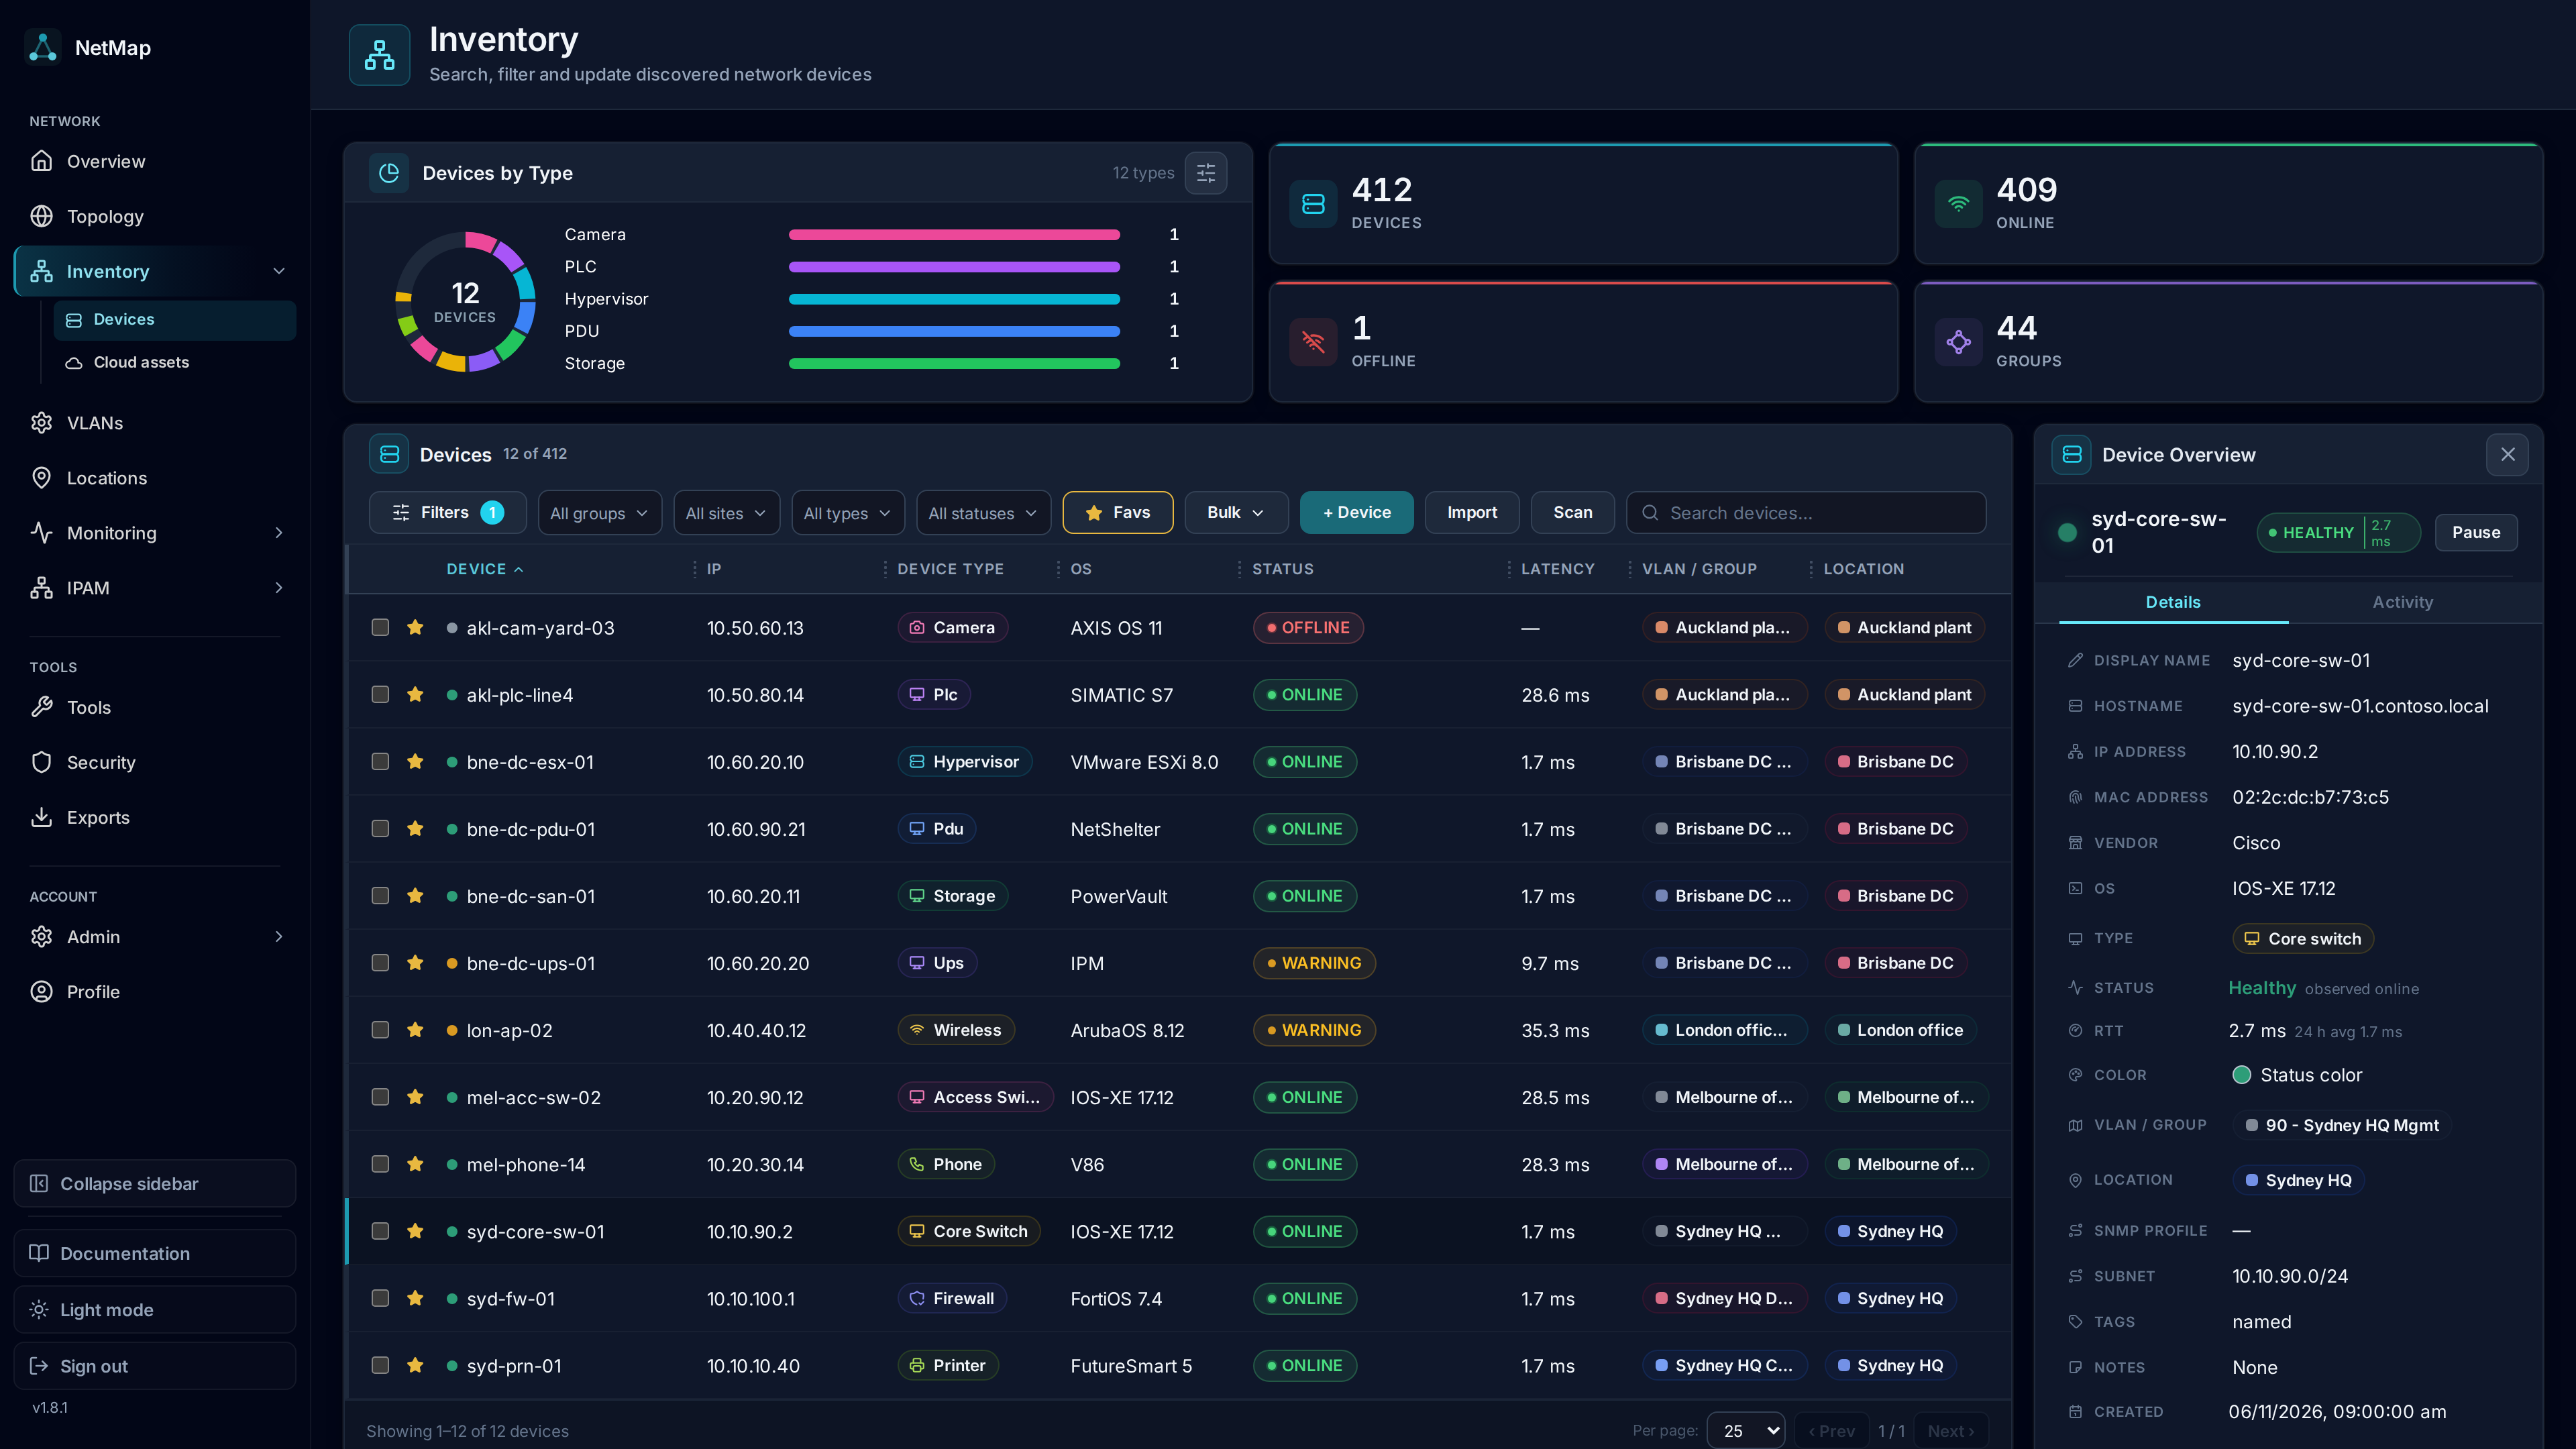 NetMap
NETWORK
Overview
Topology
Inventory
Devices
Cloud assets
VLANs
Locations
Monitoring
IPAM
TOOLS
Tools
Security
Exports
ACCOUNT
Admin
Profile
Collapse sidebar
Documentation
Light mode
Sign out
v1.8.1
Inventory
Search, filter and update discovered network devices
Devices by Type 12 types
12
DEVICES
Camera 1
PLC 1
Hypervisor 1
PDU 1
Storage 1
412
DEVICES
409
ONLINE
1
OFFLINE
44
GROUPS
Devices 12 of 412
Filters 1 All groups All sites All types All statuses Favs Bulk + Device Import Scan Search devices...
DEVICE IP DEVICE TYPE OS STATUS LATENCY VLAN / GROUP LOCATION
akl-cam-yard-03 10.50.60.13 Camera AXIS OS 11 OFFLINE — Auckland pla... Auckland plant
akl-plc-line4 10.50.80.14 Plc SIMATIC S7 ONLINE 28.6 ms Auckland pla... Auckland plant
bne-dc-esx-01 10.60.20.10 Hypervisor VMware ESXi 8.0 ONLINE 1.7 ms Brisbane DC ... Brisbane DC
bne-dc-pdu-01 10.60.90.21 Pdu NetShelter ONLINE 1.7 ms Brisbane DC ... Brisbane DC
bne-dc-san-01 10.60.20.11 Storage PowerVault ONLINE 1.7 ms Brisbane DC ... Brisbane DC
bne-dc-ups-01 10.60.20.20 Ups IPM WARNING 9.7 ms Brisbane DC ... Brisbane DC
lon-ap-02 10.40.40.12 Wireless ArubaOS 8.12 WARNING 35.3 ms London offic... London office
mel-acc-sw-02 10.20.90.12 Access Swi... IOS-XE 17.12 ONLINE 28.5 ms Melbourne of... Melbourne of...
mel-phone-14 10.20.30.14 Phone V86 ONLINE 28.3 ms Melbourne of... Melbourne of...
syd-core-sw-01 10.10.90.2 Core Switch IOS-XE 17.12 ONLINE 1.7 ms Sydney HQ ... Sydney HQ
syd-fw-01 10.10.100.1 Firewall FortiOS 7.4 ONLINE 1.7 ms Sydney HQ D... Sydney HQ
syd-prn-01 10.10.10.40 Printer FutureSmart 5 ONLINE 1.7 ms Sydney HQ C... Sydney HQ
Showing 1–12 of 12 devices Per page: 25 ‹ Prev 1 / 1 Next ›
Device Overview
syd-core-sw-
01
HEALTHY 2.7
ms
Pause
Details Activity
DISPLAY NAME syd-core-sw-01
HOSTNAME syd-core-sw-01.contoso.local
IP ADDRESS 10.10.90.2
MAC ADDRESS 02:2c:dc:b7:73:c5
VENDOR Cisco
OS IOS-XE 17.12
TYPE Core switch
STATUS Healthy observed online
RTT 2.7 ms 24 h avg 1.7 ms
COLOR Status color
VLAN / GROUP 90 - Sydney HQ Mgmt
LOCATION Sydney HQ
SNMP PROFILE —
SUBNET 10.10.90.0/24
TAGS named
NOTES None
CREATED 06/11/2026, 09:00:00 am